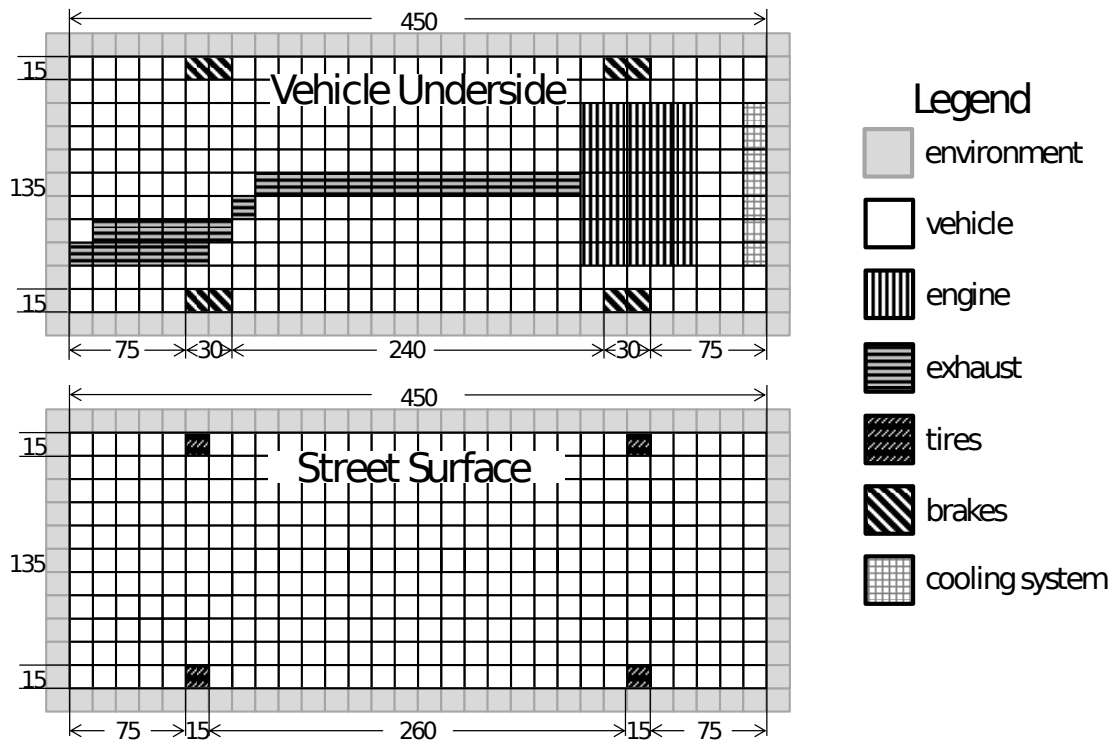 450
15
Vehicle Underside
135
15
75
30
240
30
75
450
15
Street Surface
135
15
75
15
260
15
75
Legend
environment
vehicle
engine
exhaust
tires
brakes
cooling system